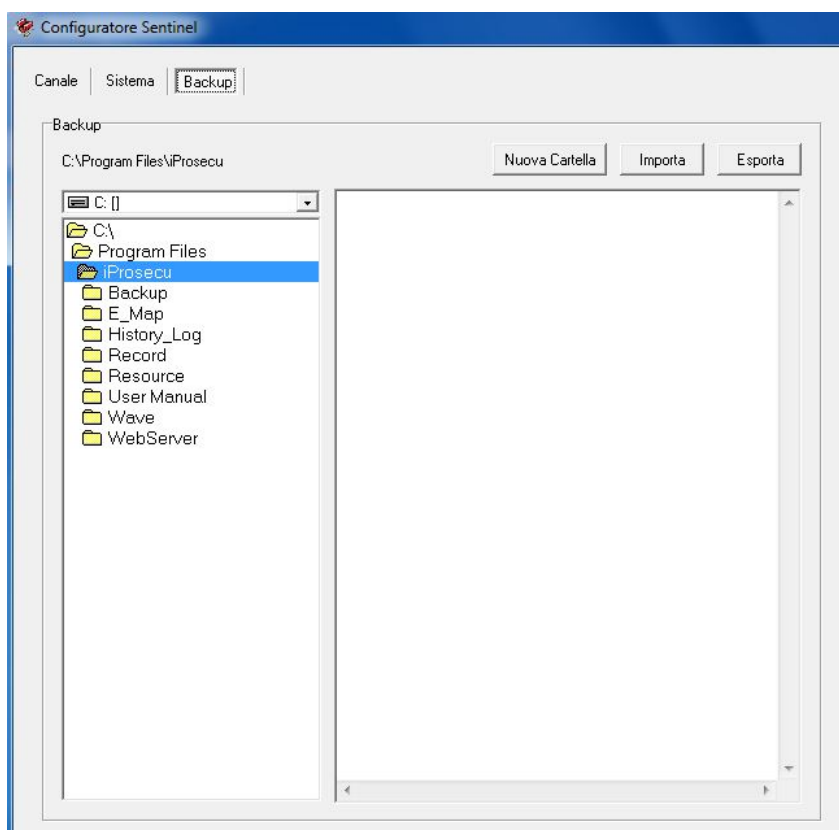 Configuratore Sentinel
Canale Sistema Backup
Backup
C:\Program Files\iProsecu Nuova Cartella Importa Esporta
C: []
C:\
Program Files
iProsecu
Backup
E_Map
History_Log
Record
Resource
User Manual
Wave
WebServer